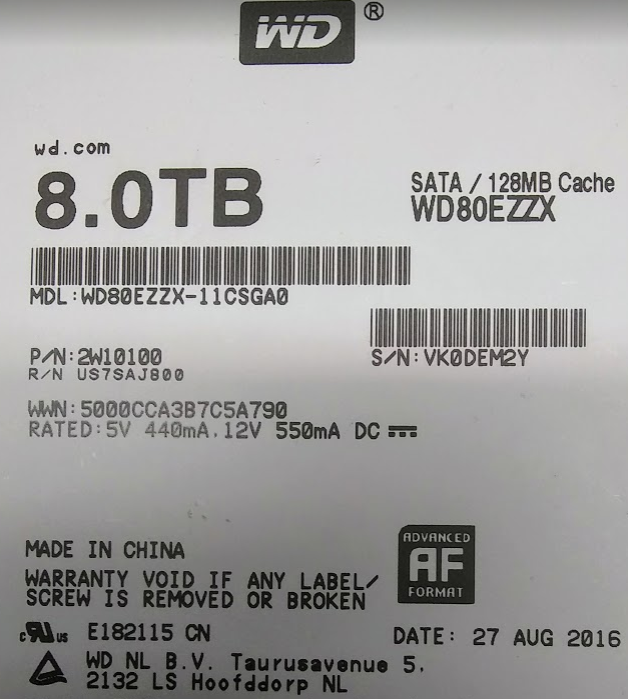 WD ®
wd.com
8.0TB
SATA / 128MB Cache
WD80EZZX
MDL:WD80EZZX-11CSGA0
P/N:2W10100
S/N:VK0DEM2Y
R/N US7SAJ800
WWN:5000CCA3B7C5A790
RATED:5V 440mA.12V 550mA DC
MADE IN CHINA
ADVANCED
AF
FORMAT
WARRANTY VOID IF ANY LABEL/
SCREW IS REMOVED OR BROKEN
c RU us E182115 CN
DATE: 27 AUG 2016
WD NL B.V. Taurusavenue 5.
2132 LS Hoofddorp NL